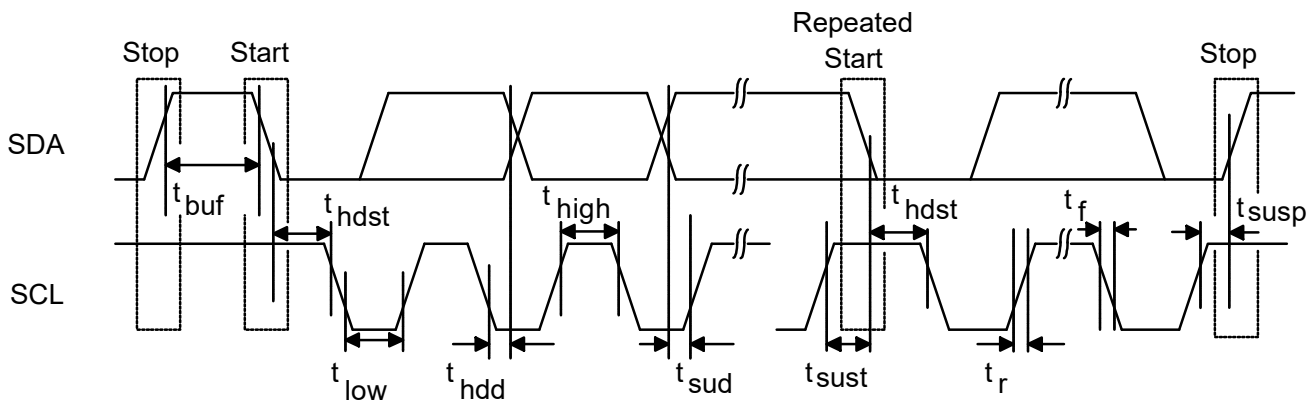 Repeated
Stop Start Start Stop
SDA
t buf t hdst t high t hdst t f t susp
SCL
t low t hdd t sud t sust t r